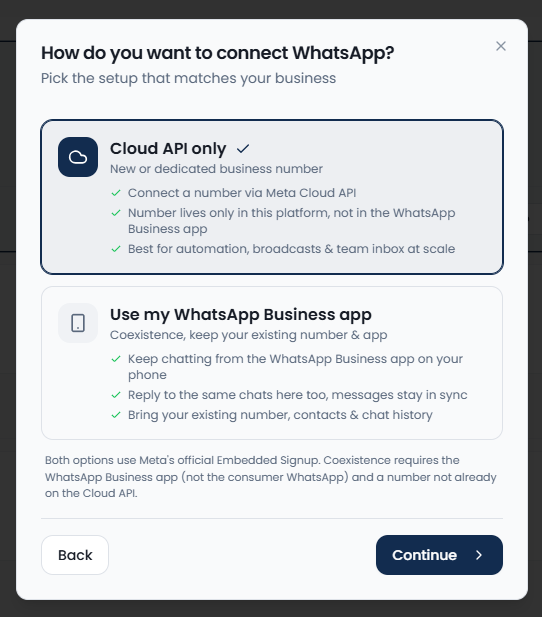 How do you want to connect WhatsApp?
Pick the setup that matches your business
Cloud API only
New or dedicated business number
Connect a number via Meta Cloud API
Number lives only in this platform, not in the WhatsApp
Business app
Best for automation, broadcasts & team inbox at scale
Use my WhatsApp Business app
Coexistence, keep your existing number & app
Keep chatting from the WhatsApp Business app on your
phone
Reply to the same chats here too, messages stay in sync
Bring your existing number, contacts & chat history
Both options use Meta's official Embedded Signup. Coexistence requires the
WhatsApp Business app (not the consumer WhatsApp) and a number not already
on the Cloud API.
Back
Continue